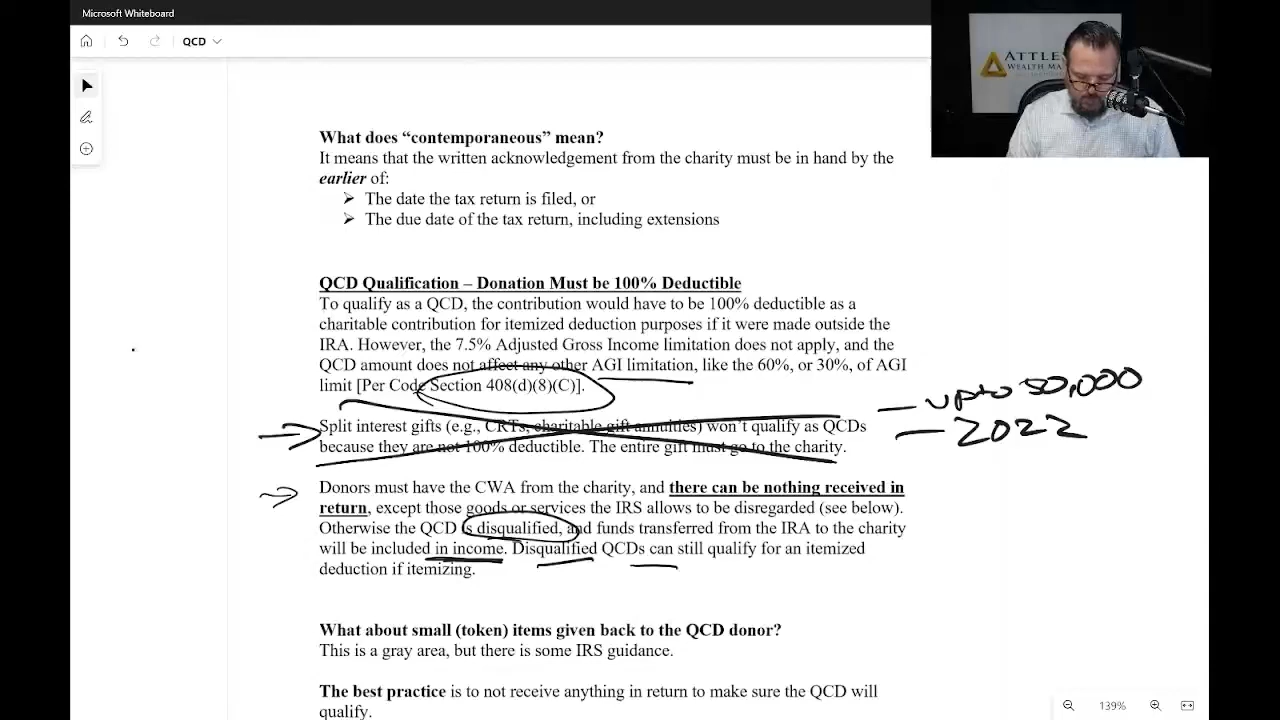 Microsoft Whiteboard
QCD
ATTLE
WEALTH MA
What does “contemporaneous” mean?
It means that the written acknowledgement from the charity must be in hand by the
earlier of:
➢ The date the tax return is filed, or
➢ The due date of the tax return, including extensions
QCD Qualification – Donation Must be 100% Deductible
To qualify as a QCD, the contribution would have to be 100% deductible as a
charitable contribution for itemized deduction purposes if it were made outside the
IRA. However, the 7.5% Adjusted Gross Income limitation does not apply, and the
QCD amount does not affect any other AGI limitation, like the 60%, or 30%, of AGI
limit [Per Code Section 408(d)(8)(C)].
– up to 50,000
Split interest gifts (e.g., CRTs, charitable gift annuities) won’t qualify as QCDs
– 2022
because they are not 100% deductible. The entire gift must go to the charity.
Donors must have the CWA from the charity, and there can be nothing received in
return, except those goods or services the IRS allows to be disregarded (see below).
Otherwise the QCD is disqualified, and funds transferred from the IRA to the charity
will be included in income. Disqualified QCDs can still qualify for an itemized
deduction if itemizing.
What about small (token) items given back to the QCD donor?
This is a gray area, but there is some IRS guidance.
The best practice is to not receive anything in return to make sure the QCD will
qualify.
139%